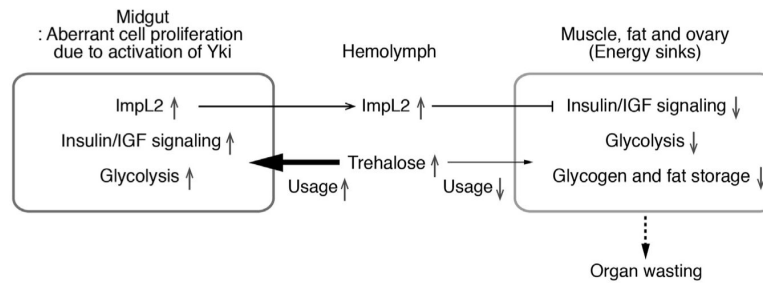 Midgut
: Aberrant cell proliferation
due to activation of Yki
Hemolymph
Muscle, fat and ovary
(Energy sinks)
ImpL2 ↑
ImpL2 ↑
Insulin/IGF signaling ↓
Insulin/IGF signaling ↑
Glycolysis ↓
Glycolysis ↑
Trehalose ↑
Glycogen and fat storage ↓
Usage ↑
Usage ↓
Organ wasting